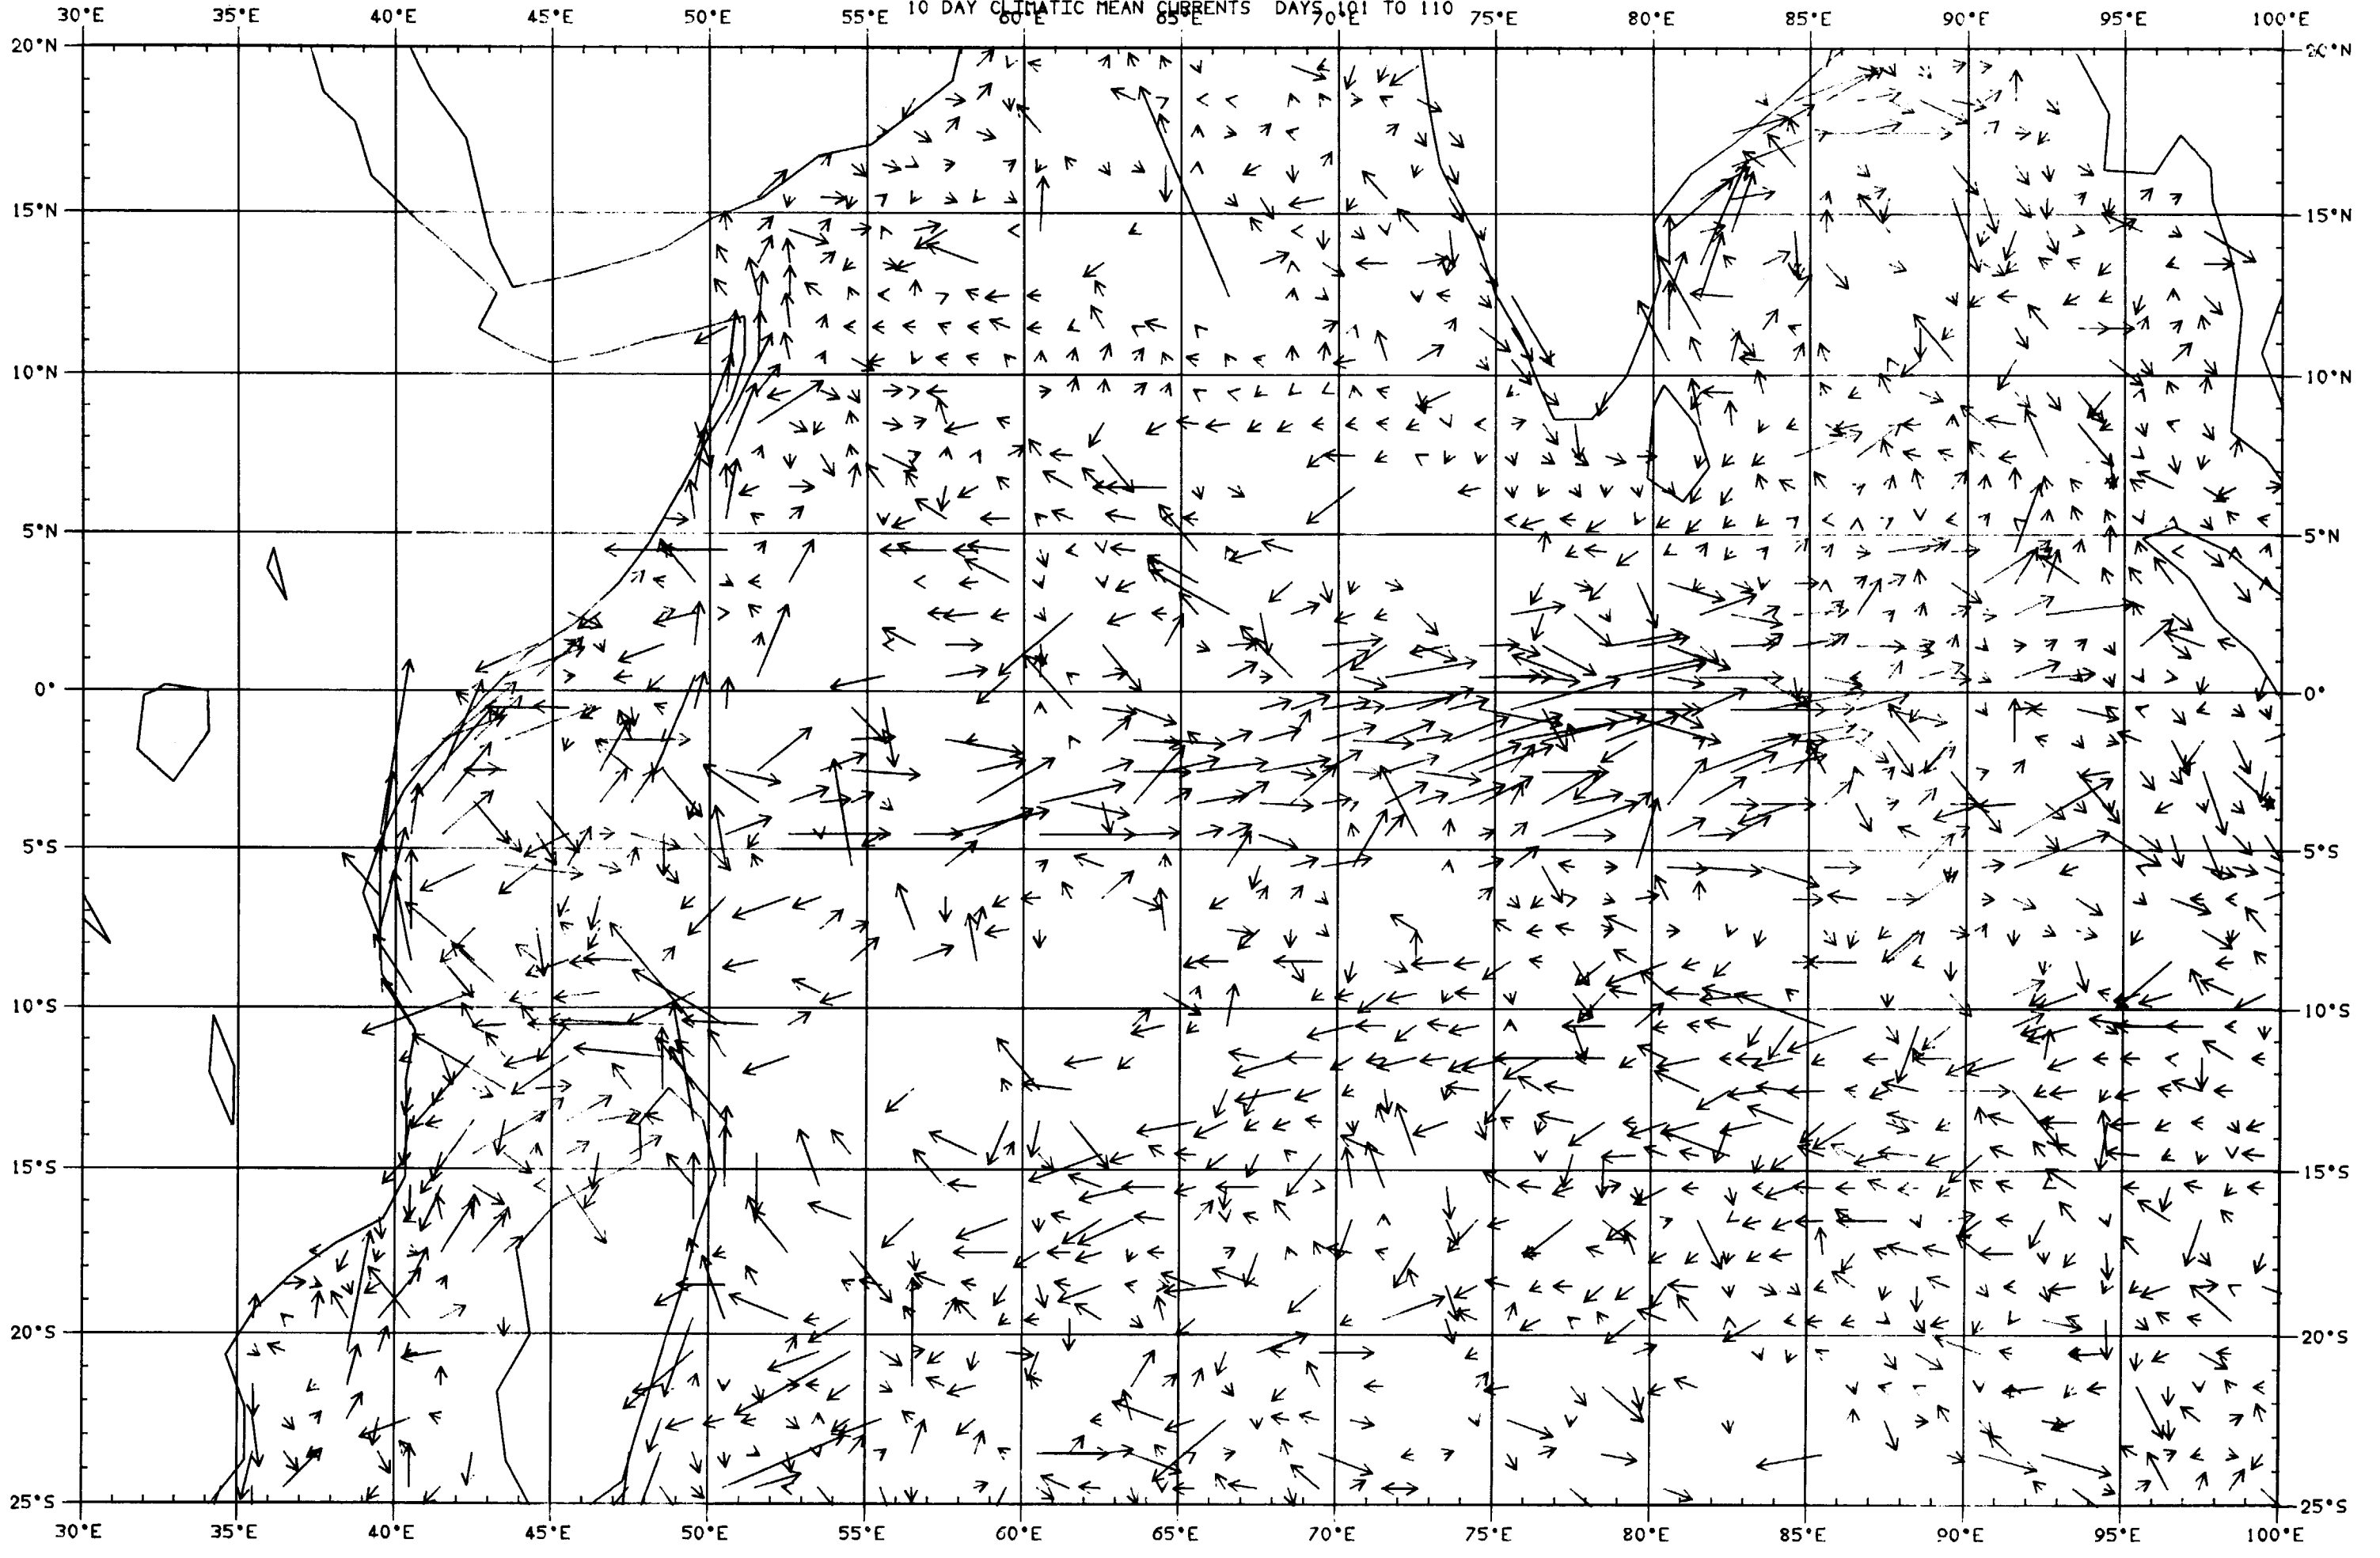 10 DAY CLIMATIC MEAN CURRENTS DAYS 101 TO 110
30°E 35°E 40°E 45°E 50°E 55°E 60°E 65°E 70°E 75°E 80°E 85°E 90°E 95°E 100°E
20°N 20°N
15°N 15°N
10°N 10°N
5°N 5°N
0° 0°
5°S 5°S
10°S 10°S
15°S 15°S
20°S 20°S
25°S 25°S
30°E 35°E 40°E 45°E 50°E 55°E 60°E 65°E 70°E 75°E 80°E 85°E 90°E 95°E 100°E